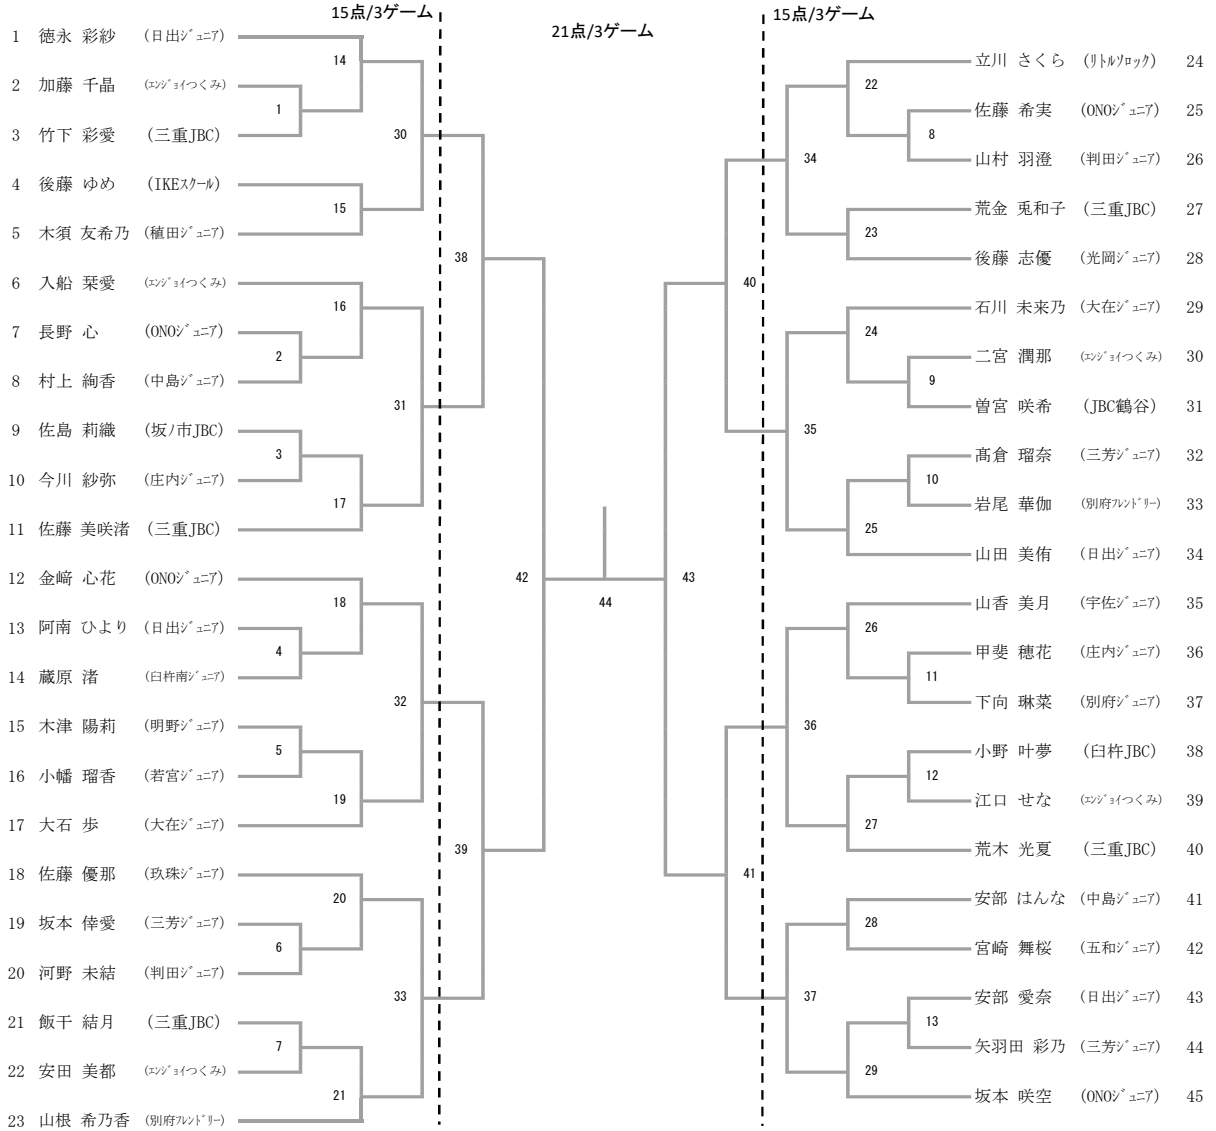 15点/3ゲーム
21点/3ゲーム
15点/3ゲーム
1 徳永 彩紗 (日出ｼﾞｭﾆｱ)
2 加藤 千晶 (ｴﾝｼﾞｮｲつくみ)
3 竹下 彩愛 (三重JBC)
4 後藤 ゆめ (IKEｽｸｰﾙ)
5 木須 友希乃 (稙田ｼﾞｭﾆｱ)
6 入船 栞愛 (ｴﾝｼﾞｮｲつくみ)
7 長野 心 (ONOｼﾞｭﾆｱ)
8 村上 絢香 (中島ｼﾞｭﾆｱ)
9 佐島 莉織 (坂ﾉ市JBC)
10 今川 紗弥 (庄内ｼﾞｭﾆｱ)
11 佐藤 美咲渚 (三重JBC)
12 金﨑 心花 (ONOｼﾞｭﾆｱ)
13 阿南 ひより (日出ｼﾞｭﾆｱ)
14 蔵原 渚 (臼杵南ｼﾞｭﾆｱ)
15 木津 陽莉 (明野ｼﾞｭﾆｱ)
16 小幡 瑠香 (若宮ｼﾞｭﾆｱ)
17 大石 歩 (大在ｼﾞｭﾆｱ)
18 佐藤 優那 (玖珠ｼﾞｭﾆｱ)
19 坂本 倖愛 (三芳ｼﾞｭﾆｱ)
20 河野 未結 (判田ｼﾞｭﾆｱ)
21 飯干 結月 (三重JBC)
22 安田 美都 (ｴﾝｼﾞｮｲつくみ)
23 山根 希乃香 (別府ﾌﾚﾝﾄﾞﾘｰ)
1
2
3
4
5
6
7
14
15
16
17
18
19
20
21
30
31
32
33
38
39
42
44
43
40
41
34
35
36
37
22
23
24
25
26
27
28
29
8
9
10
11
12
13
立川 さくら (ﾘﾄﾙｿﾛｯｸ) 24
佐藤 希実 (ONOｼﾞｭﾆｱ) 25
山村 羽澄 (判田ｼﾞｭﾆｱ) 26
荒金 兎和子 (三重JBC) 27
後藤 志優 (光岡ｼﾞｭﾆｱ) 28
石川 未来乃 (大在ｼﾞｭﾆｱ) 29
二宮 潤那 (ｴﾝｼﾞｮｲつくみ) 30
曽宮 咲希 (JBC鶴谷) 31
髙倉 瑠奈 (三芳ｼﾞｭﾆｱ) 32
岩尾 華伽 (別府ﾌﾚﾝﾄﾞﾘｰ) 33
山田 美侑 (日出ｼﾞｭﾆｱ) 34
山香 美月 (宇佐ｼﾞｭﾆｱ) 35
甲斐 穂花 (庄内ｼﾞｭﾆｱ) 36
下向 琳菜 (別府ｼﾞｭﾆｱ) 37
小野 叶夢 (臼杵JBC) 38
江口 せな (ｴﾝｼﾞｮｲつくみ) 39
荒木 光夏 (三重JBC) 40
安部 はんな (中島ｼﾞｭﾆｱ) 41
宮崎 舞桜 (五和ｼﾞｭﾆｱ) 42
安部 愛奈 (日出ｼﾞｭﾆｱ) 43
矢羽田 彩乃 (三芳ｼﾞｭﾆｱ) 44
坂本 咲空 (ONOｼﾞｭﾆｱ) 45